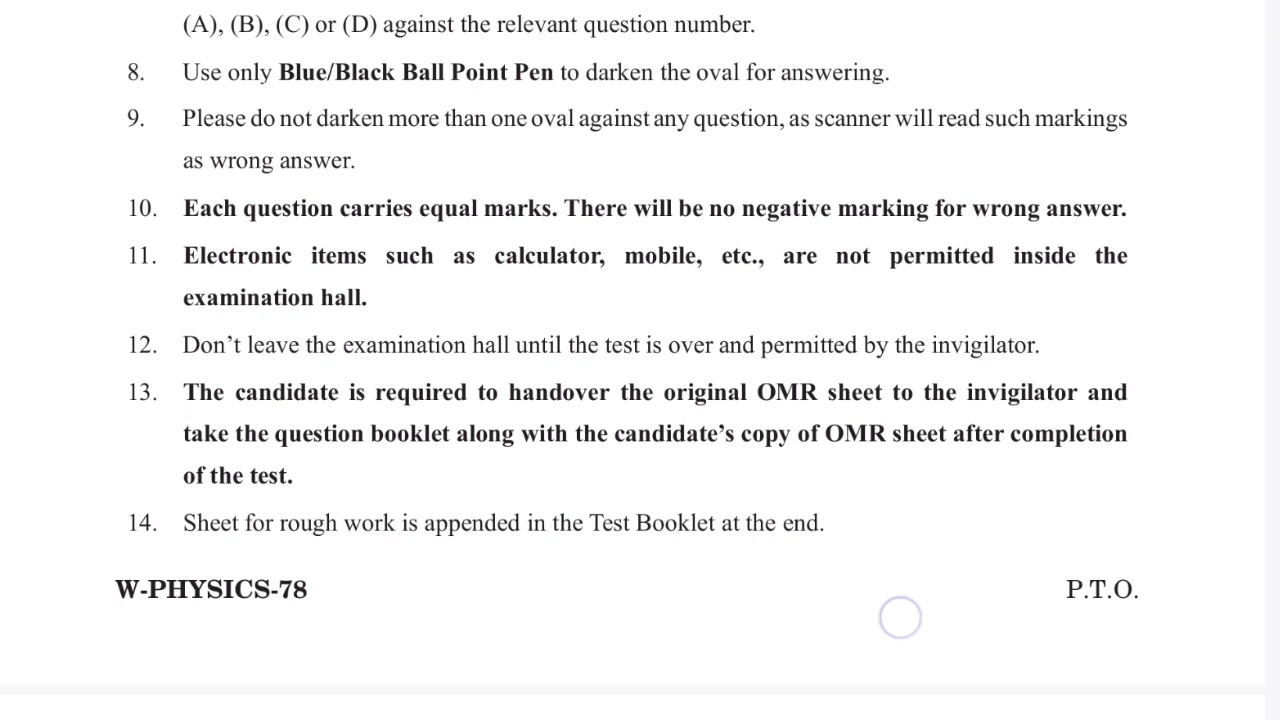 (A), (B), (C) or (D) against the relevant question number.
8. Use only Blue/Black Ball Point Pen to darken the oval for answering.
9. Please do not darken more than one oval against any question, as scanner will read such markings
as wrong answer.
10. Each question carries equal marks. There will be no negative marking for wrong answer.
11. Electronic items such as calculator, mobile, etc., are not permitted inside the
examination hall.
12. Don’t leave the examination hall until the test is over and permitted by the invigilator.
13. The candidate is required to handover the original OMR sheet to the invigilator and
take the question booklet along with the candidate’s copy of OMR sheet after completion
of the test.
14. Sheet for rough work is appended in the Test Booklet at the end.
W-PHYSICS-78 P.T.O.